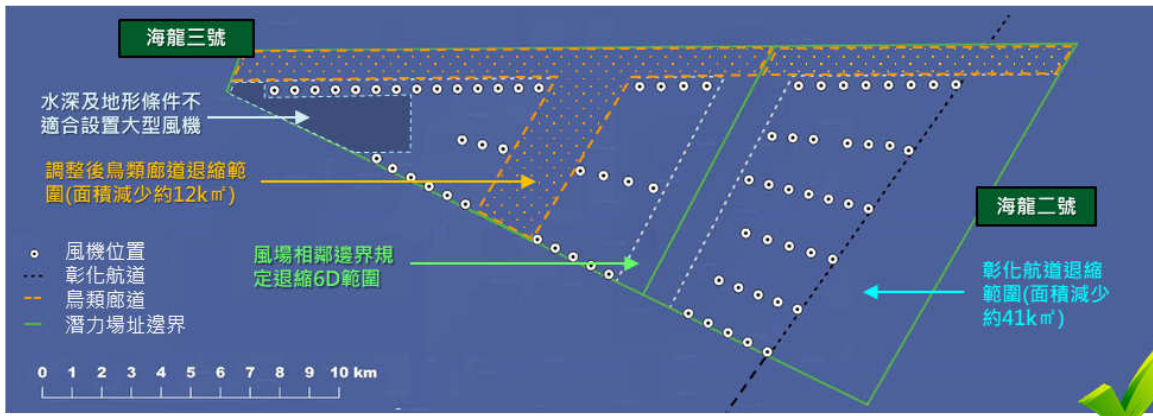 海龍三號
水深及地形條件不
適合設置大型風機
調整後鳥類廊道退縮範
圍(面積減少約12k㎡)
風場相鄰邊界規
定退縮6D範圍
海龍二號
彰化航道退縮
範圍(面積減少
約41k㎡)
風機位置
彰化航道
鳥類廊道
潛力場址邊界
0 1 2 3 4 5 6 7 8 9 10 km